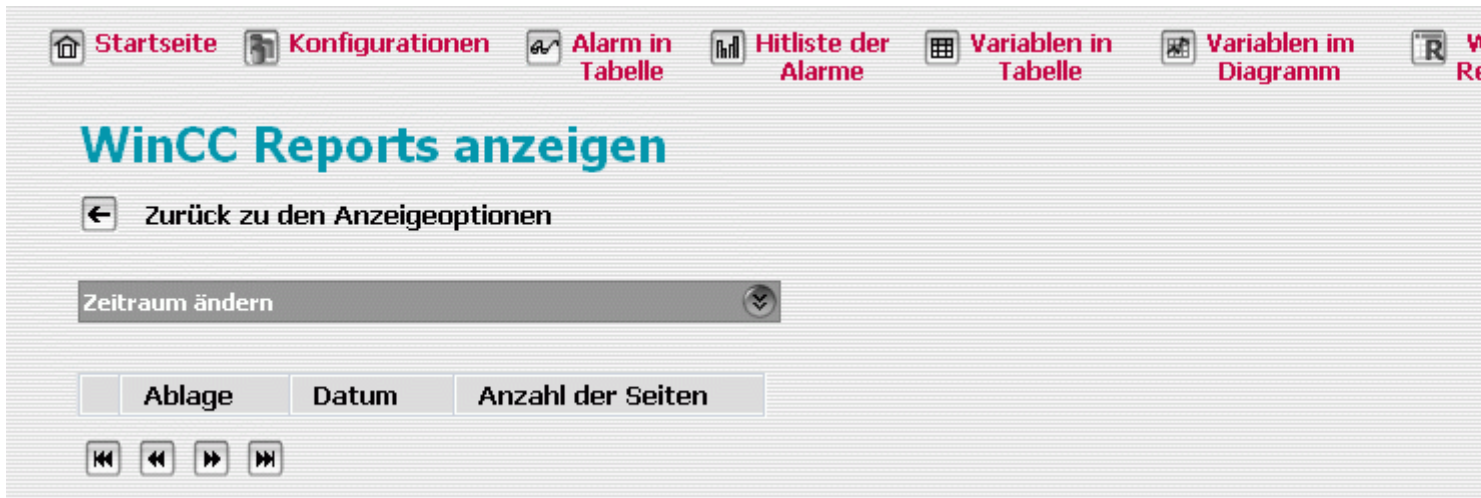 Startseite Konfigurationen Alarm in Hitliste der Variablen in Variablen im
Tabelle Alarme Tabelle Diagramm
WinCC Reports anzeigen
Zurück zu den Anzeigeoptionen
Zeitraum ändern
Ablage Datum Anzahl der Seiten